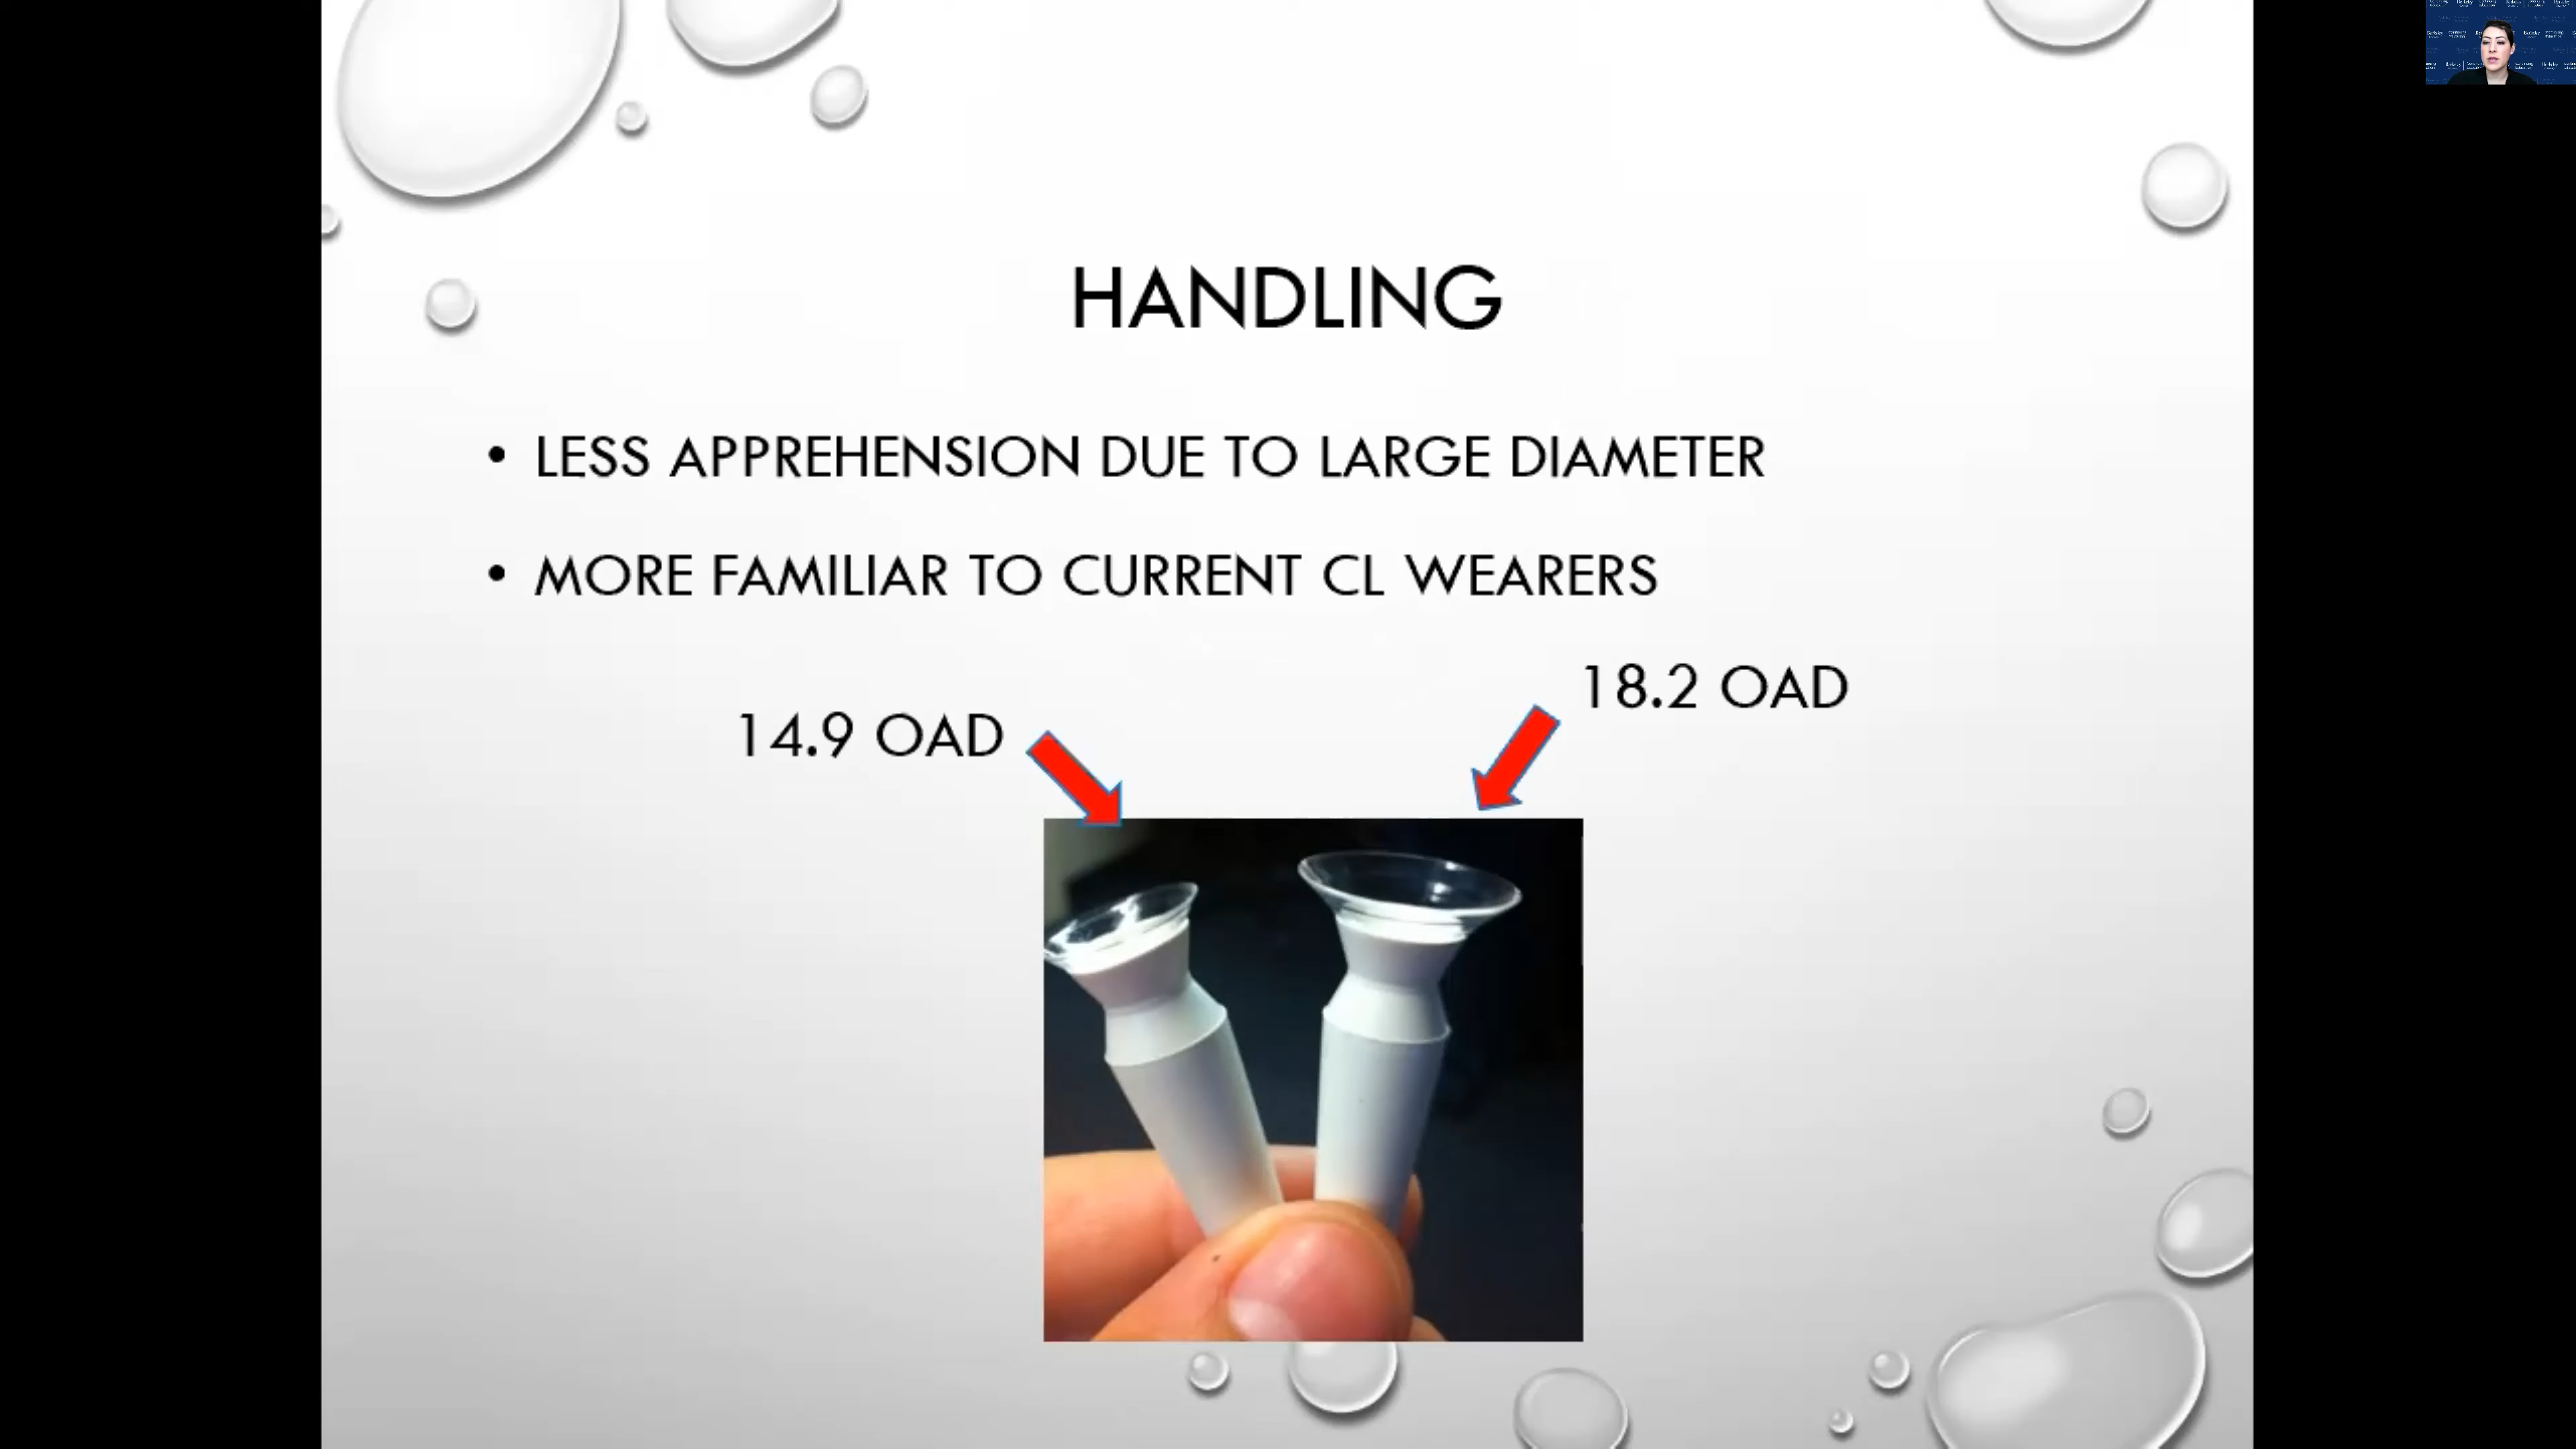 HANDLING
• LESS APPREHENSION DUE TO LARGE DIAMETER
• MORE FAMILIAR TO CURRENT CL WEARERS
18.2 OAD
14.9 OAD